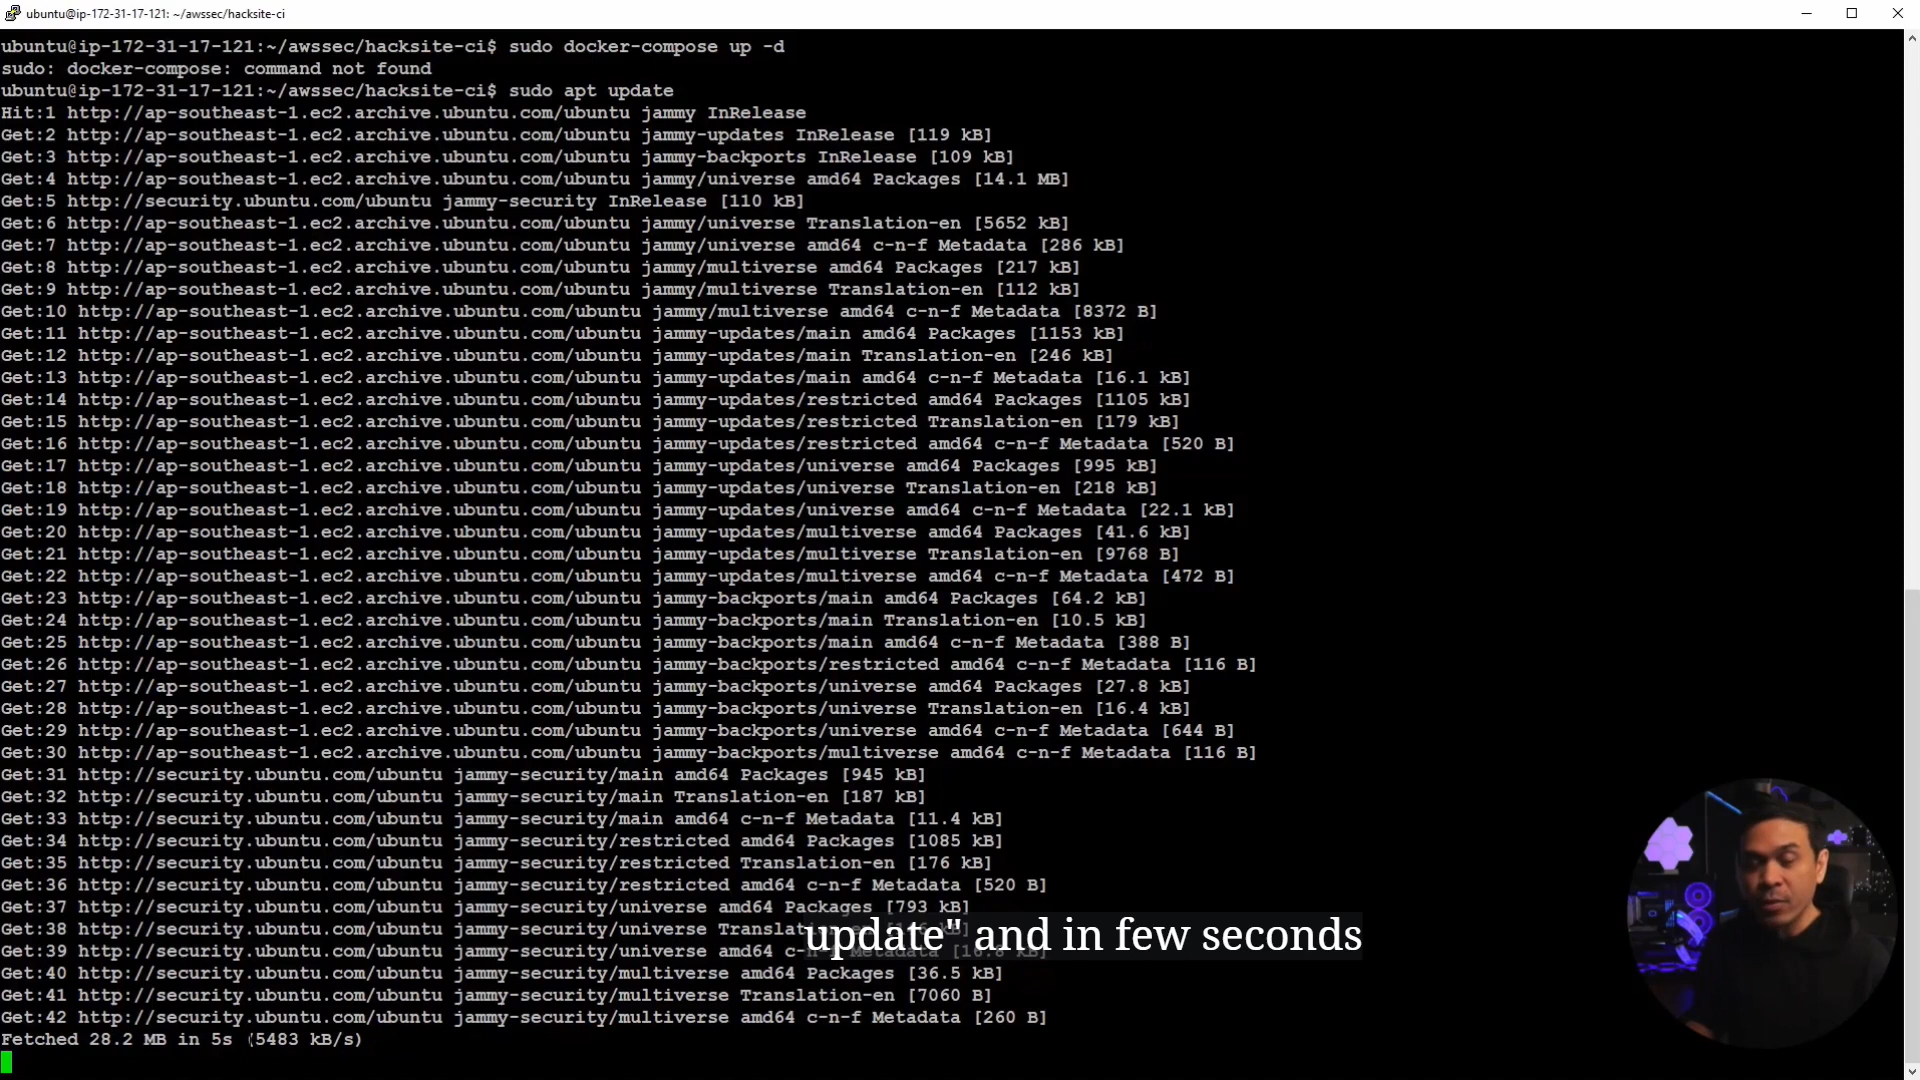 ubuntu@ip-172-31-17-121: ~/awssec/hacksite-ci
ubuntu@ip-172-31-17-121:~/awssec/hacksite-ci$ sudo docker-compose up -d
sudo: docker-compose: command not found
ubuntu@ip-172-31-17-121:~/awssec/hacksite-ci$ sudo apt update
Hit:1 http://ap-southeast-1.ec2.archive.ubuntu.com/ubuntu jammy InRelease
Get:2 http://ap-southeast-1.ec2.archive.ubuntu.com/ubuntu jammy-updates InRelease [119 kB]
Get:3 http://ap-southeast-1.ec2.archive.ubuntu.com/ubuntu jammy-backports InRelease [109 kB]
Get:4 http://ap-southeast-1.ec2.archive.ubuntu.com/ubuntu jammy/universe amd64 Packages [14.1 MB]
Get:5 http://security.ubuntu.com/ubuntu jammy-security InRelease [110 kB]
Get:6 http://ap-southeast-1.ec2.archive.ubuntu.com/ubuntu jammy/universe Translation-en [5652 kB]
Get:7 http://ap-southeast-1.ec2.archive.ubuntu.com/ubuntu jammy/universe amd64 c-n-f Metadata [286 kB]
Get:8 http://ap-southeast-1.ec2.archive.ubuntu.com/ubuntu jammy/multiverse amd64 Packages [217 kB]
Get:9 http://ap-southeast-1.ec2.archive.ubuntu.com/ubuntu jammy/multiverse Translation-en [112 kB]
Get:10 http://ap-southeast-1.ec2.archive.ubuntu.com/ubuntu jammy/multiverse amd64 c-n-f Metadata [8372 B]
Get:11 http://ap-southeast-1.ec2.archive.ubuntu.com/ubuntu jammy-updates/main amd64 Packages [1153 kB]
Get:12 http://ap-southeast-1.ec2.archive.ubuntu.com/ubuntu jammy-updates/main Translation-en [246 kB]
Get:13 http://ap-southeast-1.ec2.archive.ubuntu.com/ubuntu jammy-updates/main amd64 c-n-f Metadata [16.1 kB]
Get:14 http://ap-southeast-1.ec2.archive.ubuntu.com/ubuntu jammy-updates/restricted amd64 Packages [1105 kB]
Get:15 http://ap-southeast-1.ec2.archive.ubuntu.com/ubuntu jammy-updates/restricted Translation-en [179 kB]
Get:16 http://ap-southeast-1.ec2.archive.ubuntu.com/ubuntu jammy-updates/restricted amd64 c-n-f Metadata [520 B]
Get:17 http://ap-southeast-1.ec2.archive.ubuntu.com/ubuntu jammy-updates/universe amd64 Packages [995 kB]
Get:18 http://ap-southeast-1.ec2.archive.ubuntu.com/ubuntu jammy-updates/universe Translation-en [218 kB]
Get:19 http://ap-southeast-1.ec2.archive.ubuntu.com/ubuntu jammy-updates/universe amd64 c-n-f Metadata [22.1 kB]
Get:20 http://ap-southeast-1.ec2.archive.ubuntu.com/ubuntu jammy-updates/multiverse amd64 Packages [41.6 kB]
Get:21 http://ap-southeast-1.ec2.archive.ubuntu.com/ubuntu jammy-updates/multiverse Translation-en [9768 B]
Get:22 http://ap-southeast-1.ec2.archive.ubuntu.com/ubuntu jammy-updates/multiverse amd64 c-n-f Metadata [472 B]
Get:23 http://ap-southeast-1.ec2.archive.ubuntu.com/ubuntu jammy-backports/main amd64 Packages [64.2 kB]
Get:24 http://ap-southeast-1.ec2.archive.ubuntu.com/ubuntu jammy-backports/main Translation-en [10.5 kB]
Get:25 http://ap-southeast-1.ec2.archive.ubuntu.com/ubuntu jammy-backports/main amd64 c-n-f Metadata [388 B]
Get:26 http://ap-southeast-1.ec2.archive.ubuntu.com/ubuntu jammy-backports/restricted amd64 c-n-f Metadata [116 B]
Get:27 http://ap-southeast-1.ec2.archive.ubuntu.com/ubuntu jammy-backports/universe amd64 Packages [27.8 kB]
Get:28 http://ap-southeast-1.ec2.archive.ubuntu.com/ubuntu jammy-backports/universe Translation-en [16.4 kB]
Get:29 http://ap-southeast-1.ec2.archive.ubuntu.com/ubuntu jammy-backports/universe amd64 c-n-f Metadata [644 B]
Get:30 http://ap-southeast-1.ec2.archive.ubuntu.com/ubuntu jammy-backports/multiverse amd64 c-n-f Metadata [116 B]
Get:31 http://security.ubuntu.com/ubuntu jammy-security/main amd64 Packages [945 kB]
Get:32 http://security.ubuntu.com/ubuntu jammy-security/main Translation-en [187 kB]
Get:33 http://security.ubuntu.com/ubuntu jammy-security/main amd64 c-n-f Metadata [11.4 kB]
Get:34 http://security.ubuntu.com/ubuntu jammy-security/restricted amd64 Packages [1085 kB]
Get:35 http://security.ubuntu.com/ubuntu jammy-security/restricted Translation-en [176 kB]
Get:36 http://security.ubuntu.com/ubuntu jammy-security/restricted amd64 c-n-f Metadata [520 B]
Get:37 http://security.ubuntu.com/ubuntu jammy-security/universe amd64 Packages [793 kB]
Get:38 http://security.ubuntu.com/ubuntu jammy-security/universe
Get:39 http://security.ubuntu.com/ubuntu jammy-security/universe amd64 c-n-f Metadata
update" and in few seconds
Get:40 http://security.ubuntu.com/ubuntu jammy-security/multiverse amd64 Packages [36.5 kB]
Get:41 http://security.ubuntu.com/ubuntu jammy-security/multiverse Translation-en [7060 B]
Get:42 http://security.ubuntu.com/ubuntu jammy-security/multiverse amd64 c-n-f Metadata [260 B]
Fetched 28.2 MB in 5s (5483 kB/s)